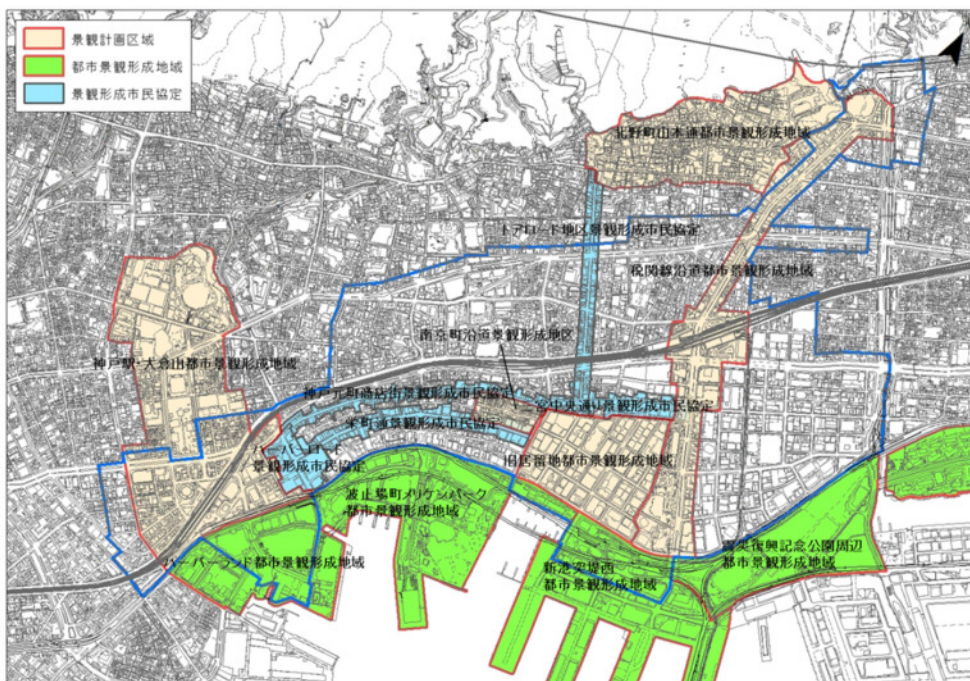 景観計画区域
都市景観形成地域
景観形成市民協定
北野町山本通都市景観形成地域
トアロード地区景観形成市民協定
税関線沿道都市景観形成地域
南京町沿道景観形成地区
神戸駅・大倉山都市景観形成地域
神戸元町商店街景観形成市民協定
三宮中央通り景観形成市民協定
栄町通景観形成市民協定
旧居留地都市景観形成地域
ハーバーロード
景観形成市民協定
波止場町メリケンパーク
都市景観形成地域
震災復興記念公園周辺
都市景観形成地域
ハーバーランド都市景観形成地域
新港突堤西
都市景観形成地域